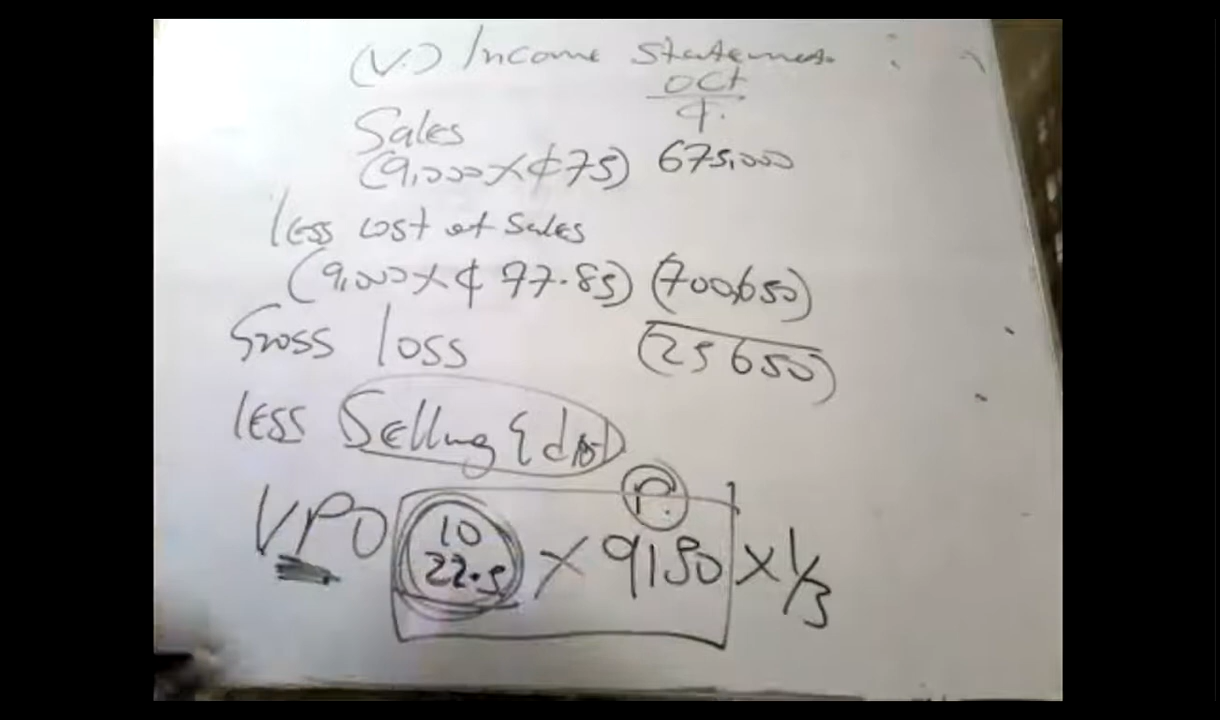 (V.) Income Statement
Oct
¢
Sales
(9,000 × ¢75) 675,000
less cost of sales
(9,000 × ¢ 77.85) (700,650)
Gross loss (25 650)
less Selling & dist
VPO 10 22.5 × 9150 × 1/3